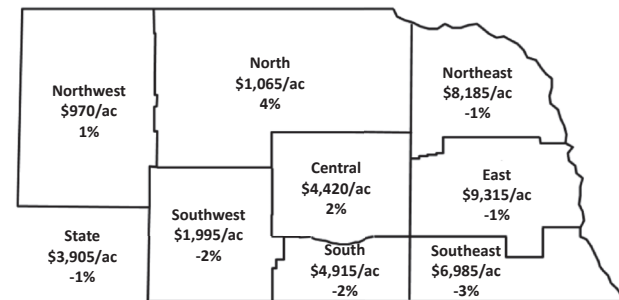 North
$1,065/ac
4%
Northwest
$970/ac
1%
Northeast
$8,185/ac
-1%
Central
$4,420/ac
2%
East
$9,315/ac
-1%
Southwest
$1,995/ac
-2%
State
$3,905/ac
-1%
South
$4,915/ac
-2%
Southeast
$6,985/ac
-3%